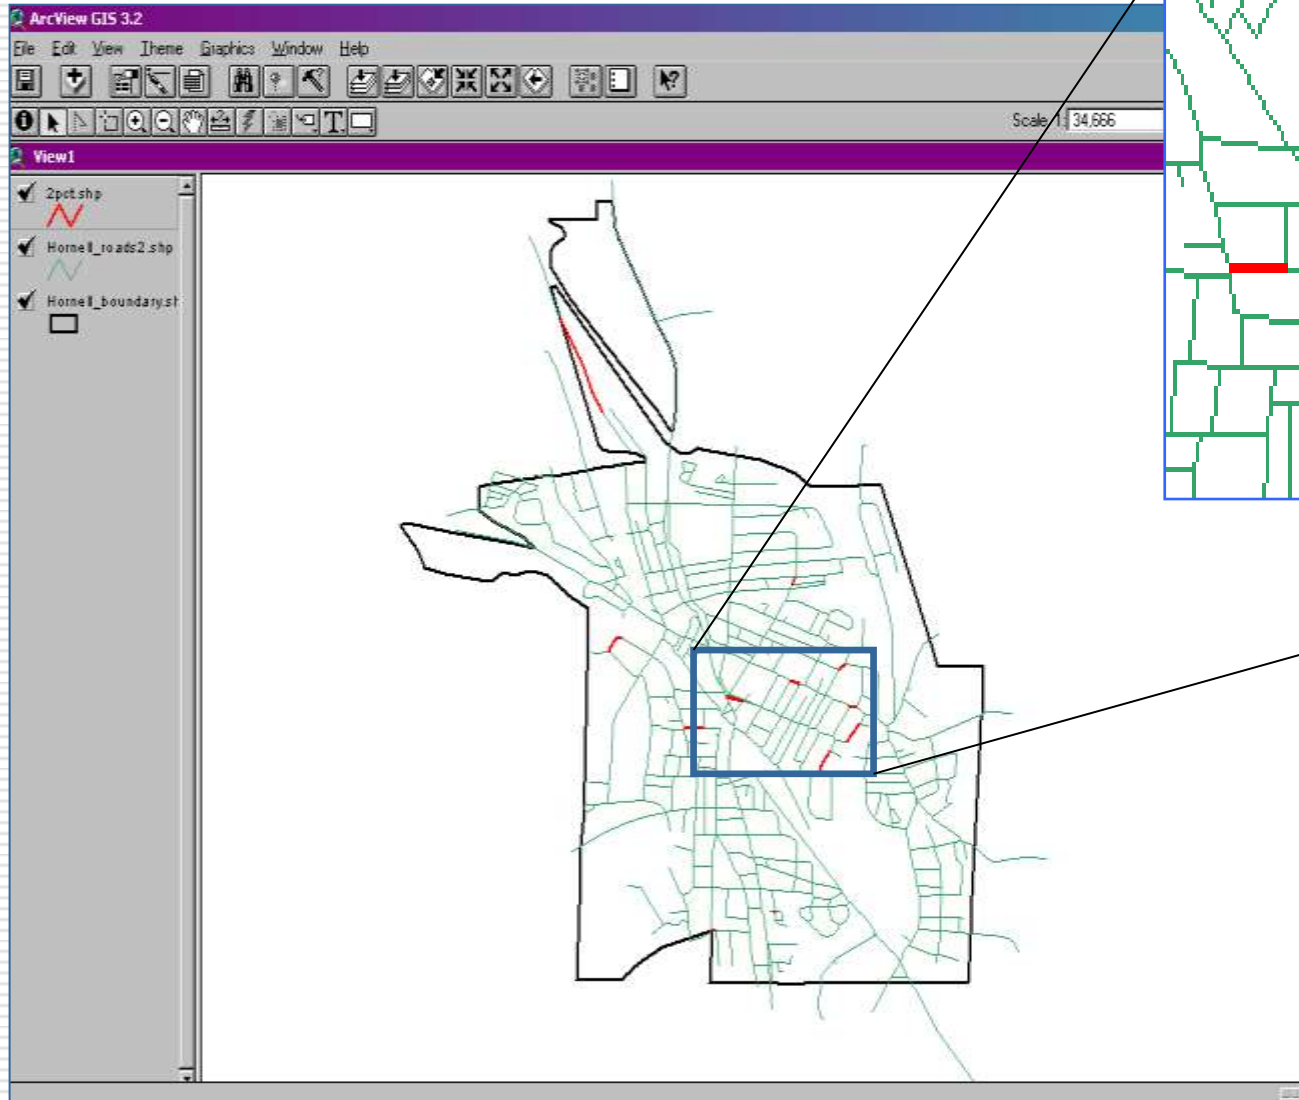 ArcView GIS 3.2
File Edit View Theme Graphics Window Help
Scale 1: 34,666
View1
2pct.shp
Hornell_roads2.shp
Hornell_boundary.sh